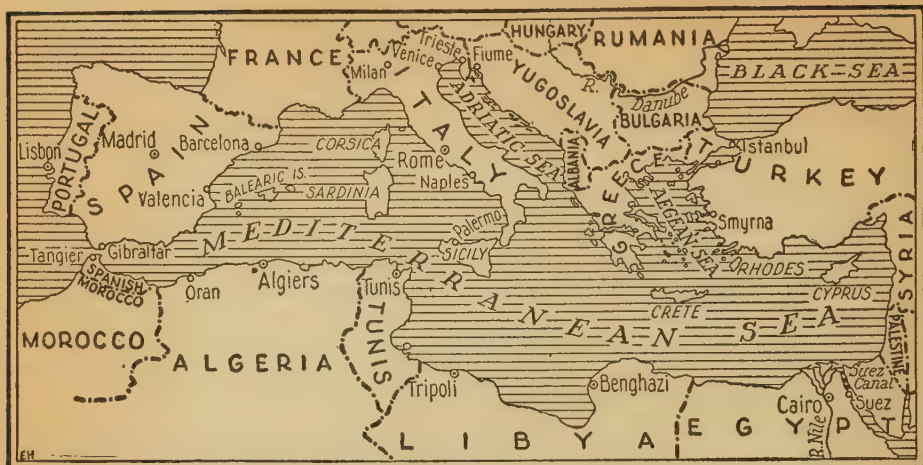 FRANCE
HUNGARY
RUMANIA
Trieste
Venice
Fiume
Milan
ITALY
YUGOSLAVIA
R. Danube
BULGARIA
BLACK SEA
Lisbon
PORTUGAL
Madrid
SPAIN
Barcelona
CORSICA
ADRIATIC SEA
ALBANIA
GREECE
Istanbul
TURKEY
Rome
Naples
Valencia
BALEARIC IS.
SARDINIA
AEGEAN SEA
Smyrna
SYRIA
Tangier
Gibraltar
MEDITERRANEAN SEA
Palermo
SICILY
RHODES
CYPRUS
CRETE
PALESTINE
SPANISH
MOROCCO
Oran
Algiers
Tunis
MOROCCO
ALGERIA
TUNIS
Tripoli
Benghazi
Suez
Canal
Cairo
Suez
R. Nile
LIBYA
EGYPT
EH